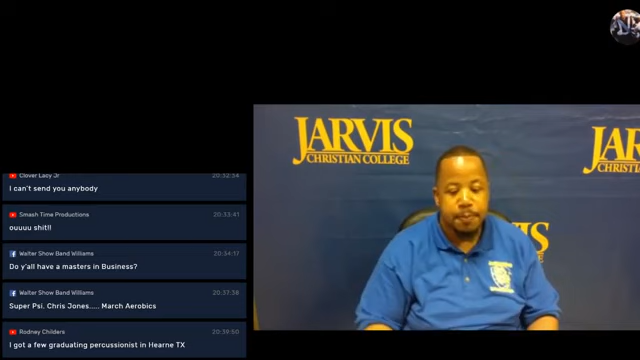 JARVIS
CHRISTIAN COLLEGE
JARVIS
CHRISTIAN
Clover Lacy Jr 20:32:34
I can't send you anybody
Smash Time Productions 20:33:41
ouuuu shit!!
Walter Show Band Williams 20:34:17
Do y'all have a masters in Business?
Walter Show Band Williams 20:37:38
Super Psi, Chris Jones..... March Aerobics
Rodney Childers 20:39:50
I got a few graduating percussionist in Hearne TX